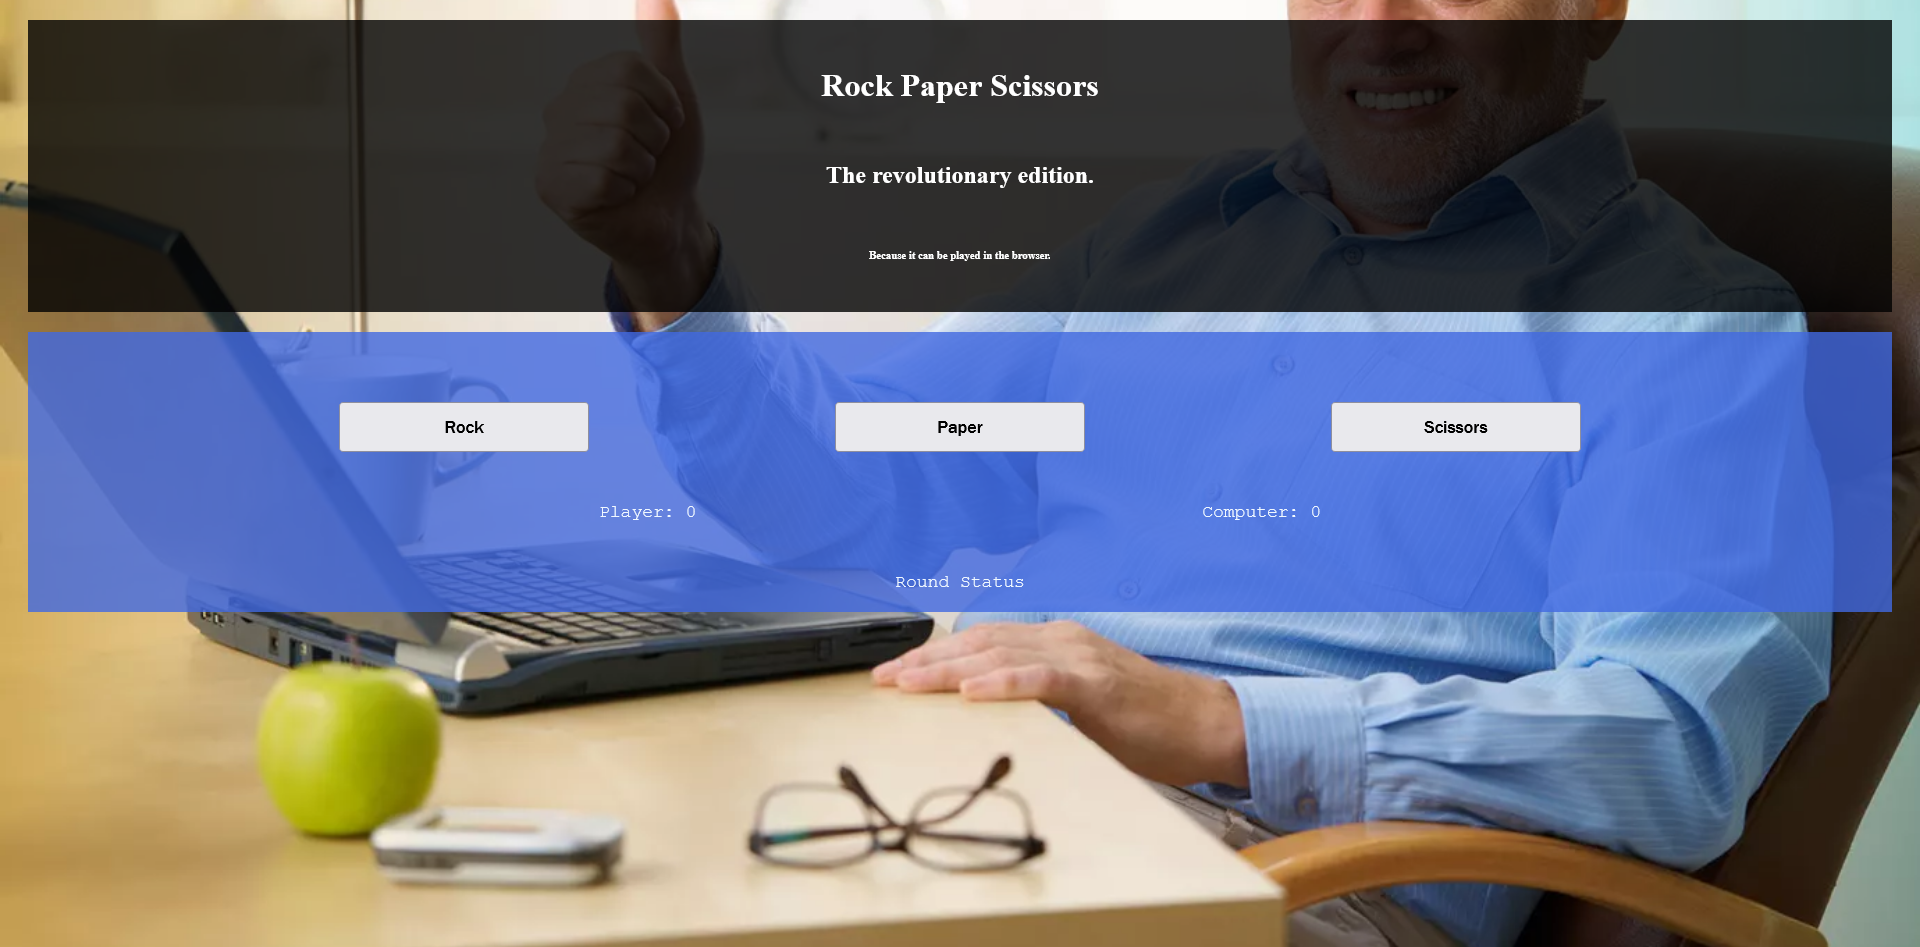 Rock Paper Scissors
The revolutionary edition.
Because it can be played in the browser.
Rock
Paper
Scissors
Player: 0
Computer: 0
Round Status